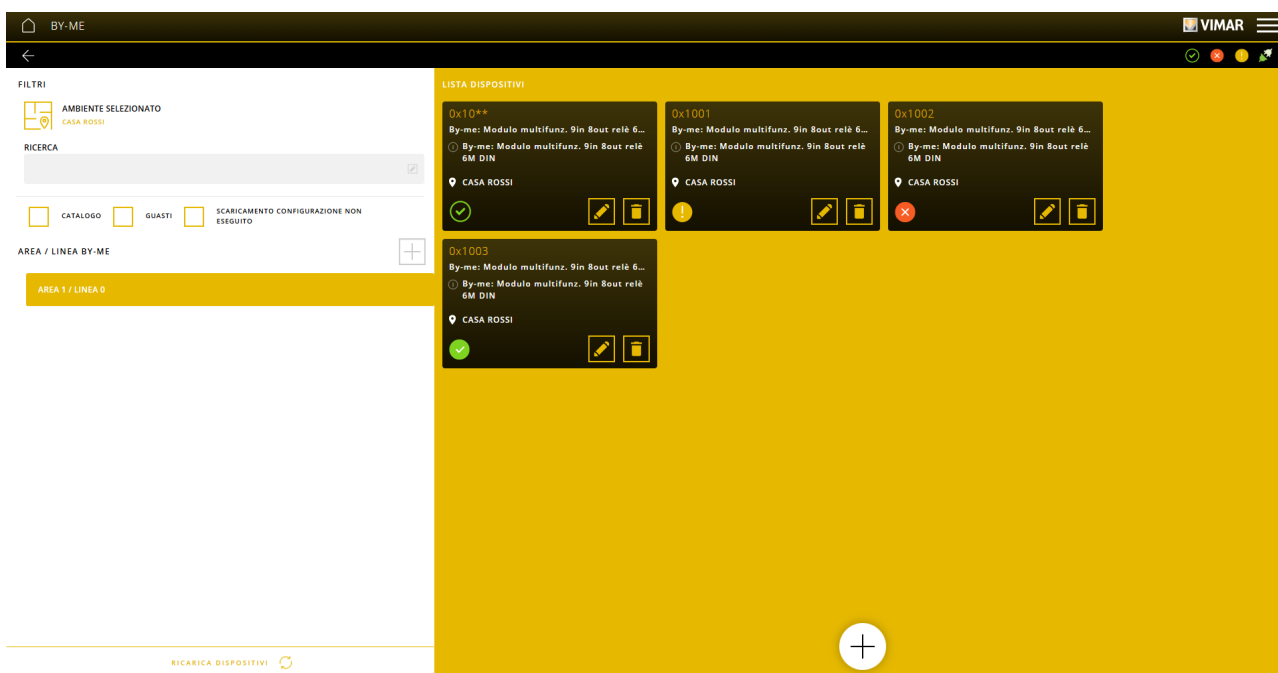 BY-ME
VIMAR
FILTRI
AMBIENTE SELEZIONATO
CASA ROSSI
RICERCA
CATALOGO
GUASTI
SCARICAMENTO CONFIGURAZIONE NON
ESEGUITO
AREA / LINEA BY-ME
AREA 1 / LINEA 0
RICARICA DISPOSITIVI
LISTA DISPOSITIVI
0x10**
By-me: Modulo multifunz. 9in 8out relè 6...
By-me: Modulo multifunz. 9in 8out relè
6M DIN
CASA ROSSI
0x1001
By-me: Modulo multifunz. 9in 8out relè 6...
By-me: Modulo multifunz. 9in 8out relè
6M DIN
CASA ROSSI
0x1002
By-me: Modulo multifunz. 9in 8out relè 6...
By-me: Modulo multifunz. 9in 8out relè
6M DIN
CASA ROSSI
0x1003
By-me: Modulo multifunz. 9in 8out relè 6...
By-me: Modulo multifunz. 9in 8out relè
6M DIN
CASA ROSSI